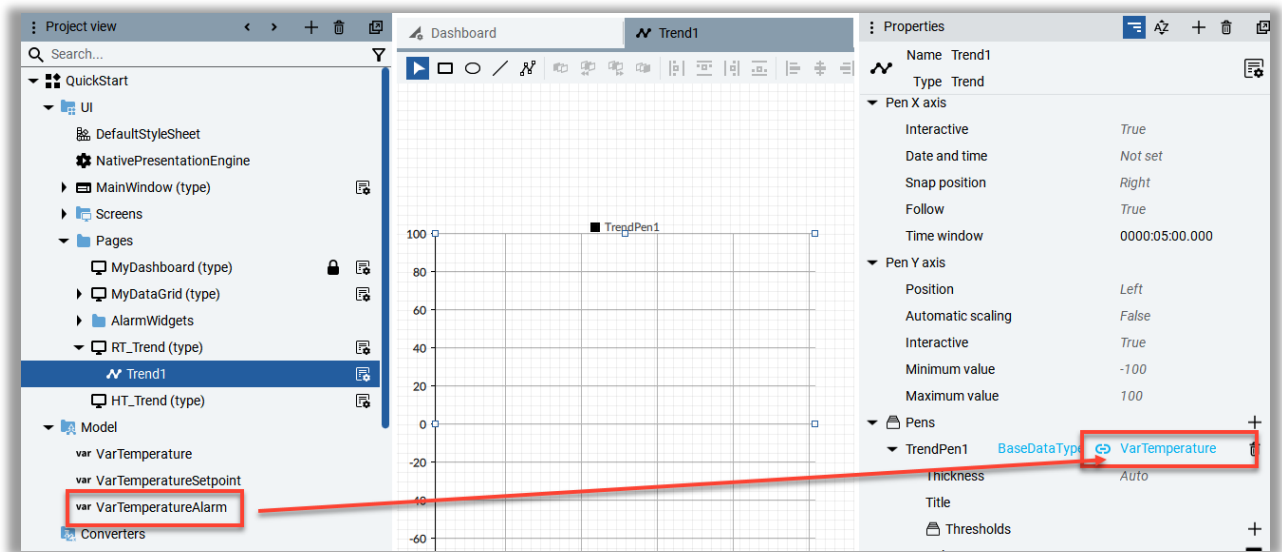 Project view
Search...
QuickStart
UI
DefaultStyleSheet
NativePresentationEngine
MainWindow (type)
Screens
Pages
MyDashboard (type)
MyDataGrid (type)
AlarmWidgets
RT_Trend (type)
Trend1
HT_Trend (type)
Model
var VarTemperature
var VarTemperatureSetpoint
var VarTemperatureAlarm
Converters
Dashboard
Trend1
TrendPen1
100
80
60
40
20
0
-20
-40
-60
Properties
Name Trend1
Type Trend
Pen X axis
Interactive True
Date and time Not set
Snap position Right
Follow True
Time window 0000:05:00.000
Pen Y axis
Position Left
Automatic scaling False
Interactive True
Minimum value -100
Maximum value 100
Pens
TrendPen1 BaseDataType VarTemperature
Thickness Auto
Title
Thresholds